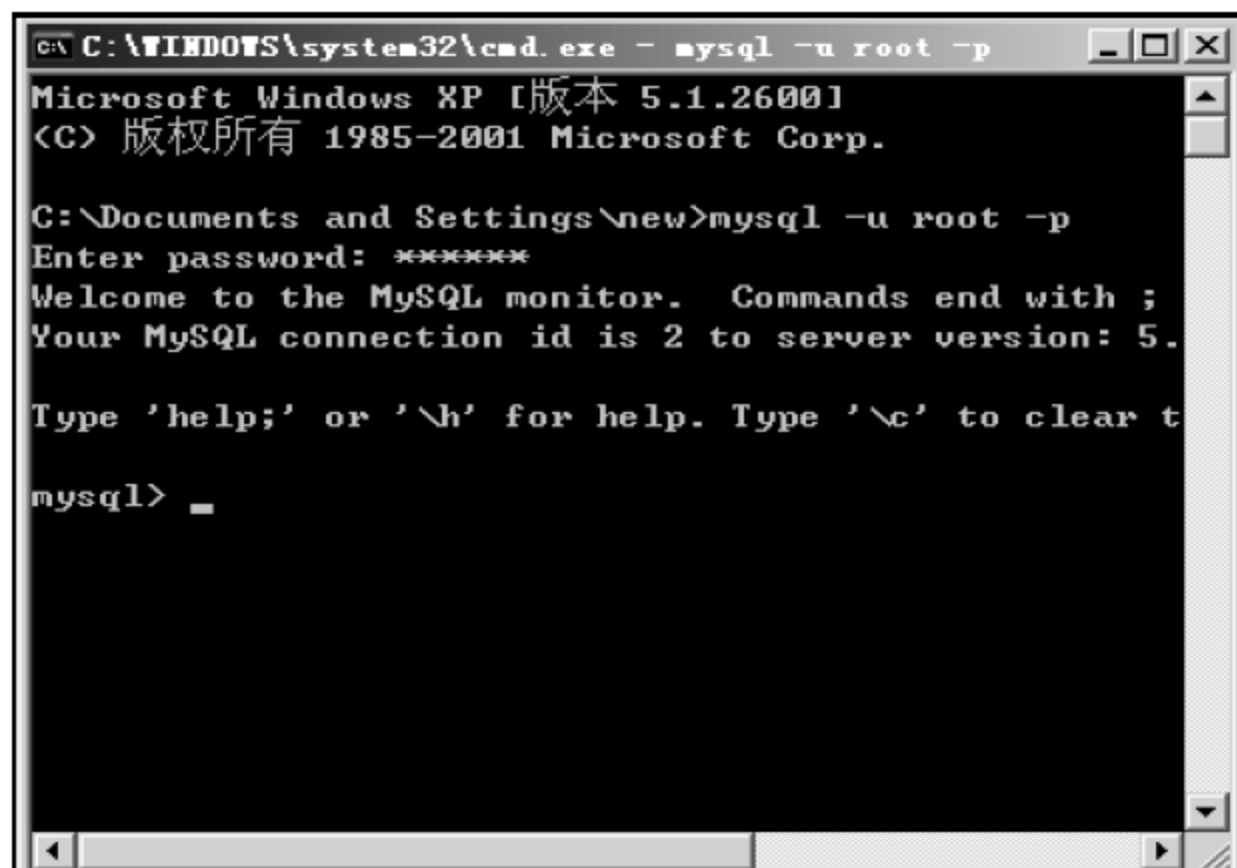 C:\WINDOWS\system32\cmd.exe - mysql -u root -p
Microsoft Windows XP [版本 5.1.2600]
(C) 版权所有 1985-2001 Microsoft Corp.
C:\Documents and Settings\new>mysql -u root -p
Enter password: ******
Welcome to the MySQL monitor.  Commands end with ;
Your MySQL connection id is 2 to server version: 5.
Type 'help;' or '\h' for help. Type '\c' to clear t
mysql> _